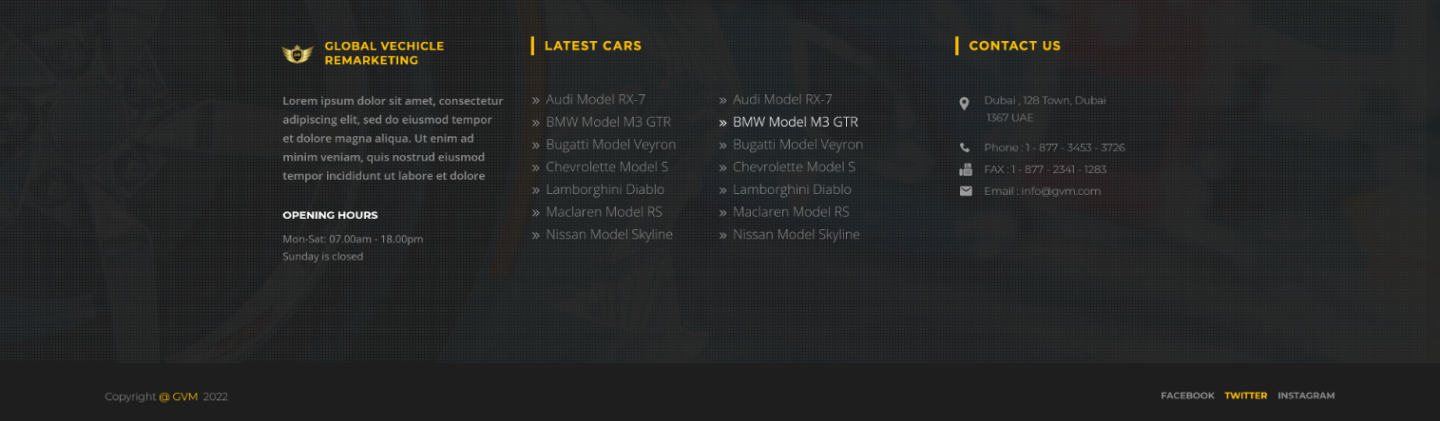 GLOBAL VECHICLE
REMARKETING
Lorem ipsum dolor sit amet, consectetur
adipiscing elit, sed do eiusmod tempor
et dolore magna aliqua. Ut enim ad
minim veniam, quis nostrud eiusmod
tempor incididunt ut labore et dolore
OPENING HOURS
Mon-Sat: 07.00am - 18.00pm
Sunday is closed
LATEST CARS
» Audi Model RX-7
» BMW Model M3 GTR
» Bugatti Model Veyron
» Chevrolette Model S
» Lamborghini Diablo
» Maclaren Model RS
» Nissan Model Skyline
» Audi Model RX-7
» BMW Model M3 GTR
» Bugatti Model Veyron
» Chevrolette Model S
» Lamborghini Diablo
» Maclaren Model RS
» Nissan Model Skyline
CONTACT US
Dubai , 128 Town, Dubai
1367 UAE
Phone : 1 - 877 - 3453 - 3726
FAX : 1 - 877 - 2341 - 1283
Email : info@gvm.com
Copyright @ GVM 2022
FACEBOOK TWITTER INSTAGRAM